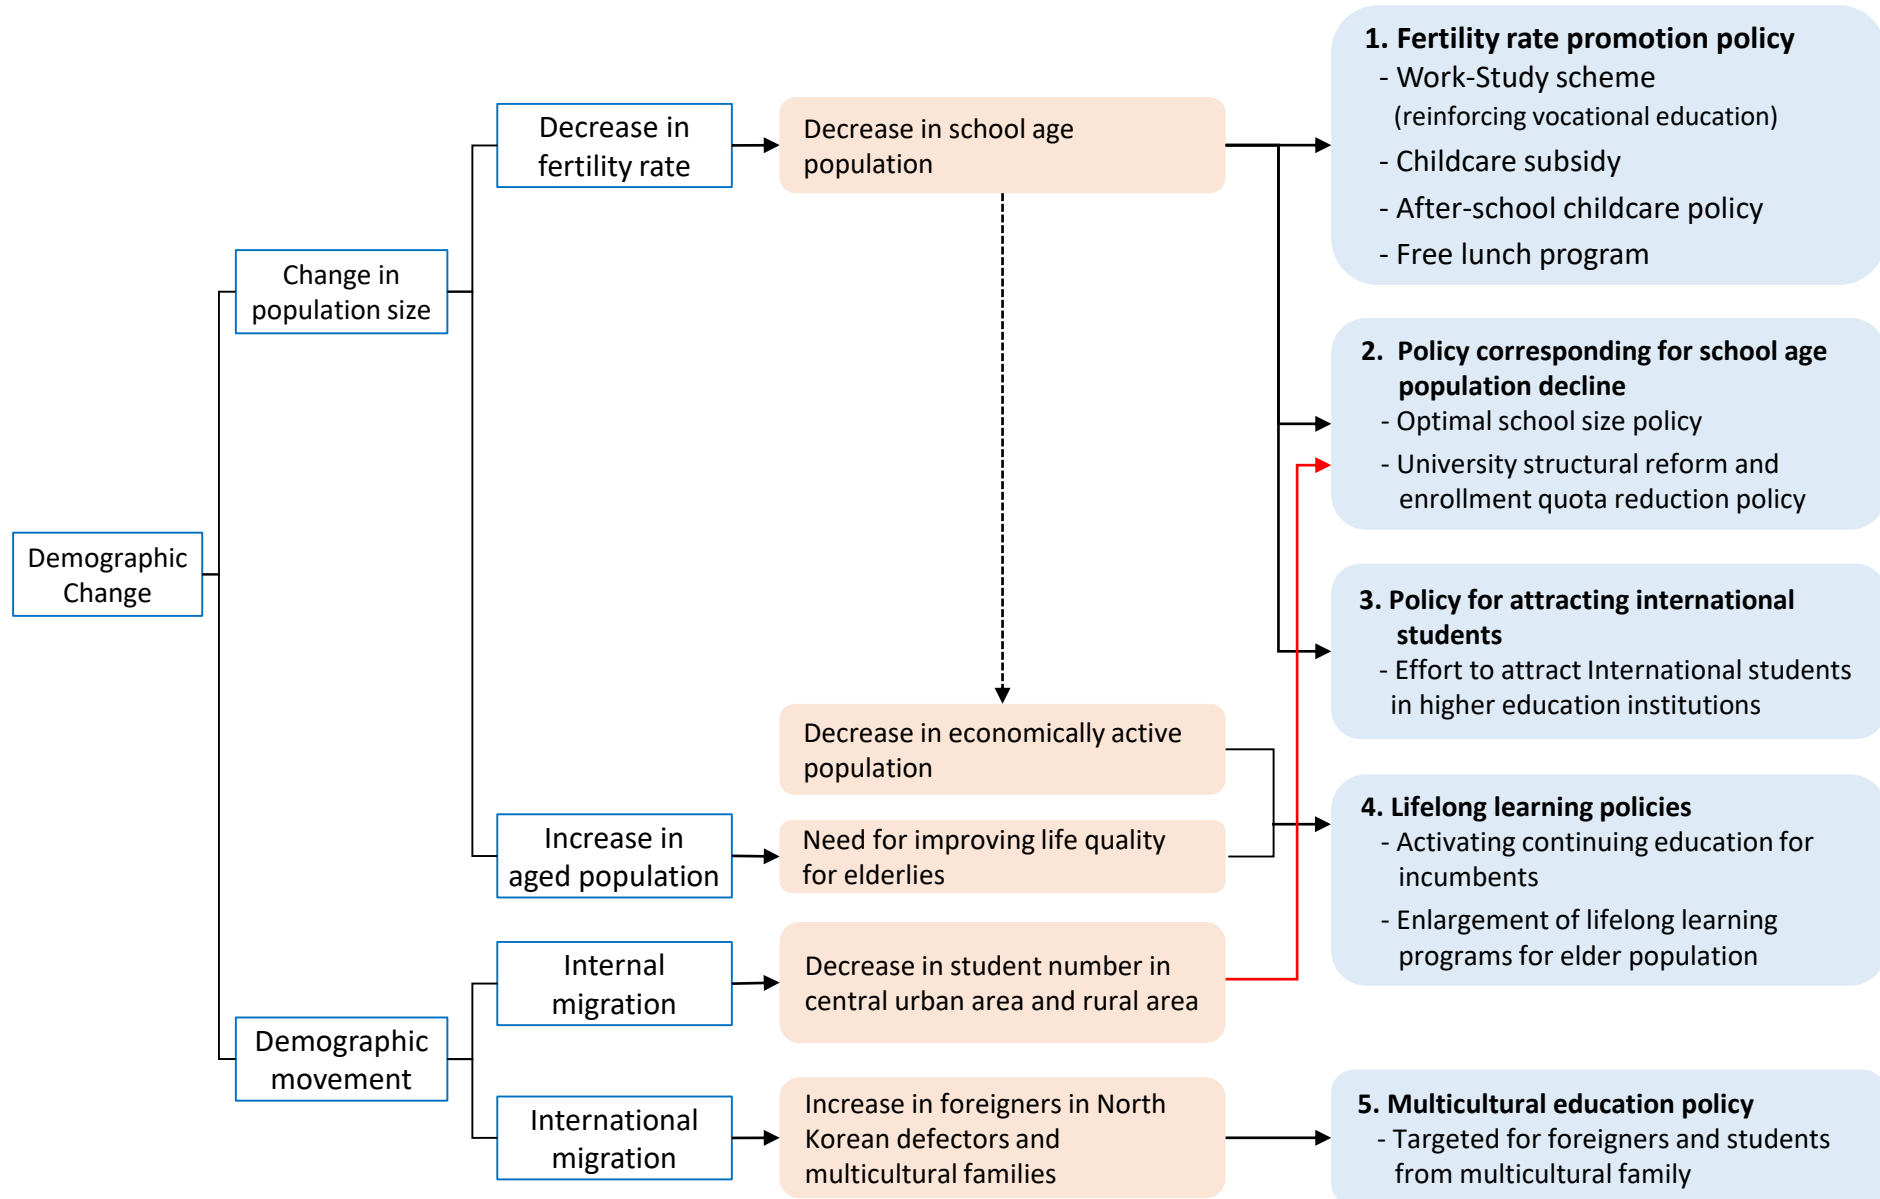 Demographic
Change
Change in
population size
Demographic
movement
Decrease in
fertility rate
Increase in
aged population
Internal
migration
International
migration
Decrease in school age
population
Decrease in economically active
population
Need for improving life quality
for elderlies
Decrease in student number in
central urban area and rural area
Increase in foreigners in North
Korean defectors and
multicultural families
1. Fertility rate promotion policy
- Work-Study scheme
(reinforcing vocational education)
- Childcare subsidy
- After-school childcare policy
- Free lunch program
2. Policy corresponding for school age
population decline
- Optimal school size policy
- University structural reform and
enrollment quota reduction policy
3. Policy for attracting international
students
- Effort to attract International students
in higher education institutions
4. Lifelong learning policies
- Activating continuing education for
incumbents
- Enlargement of lifelong learning
programs for elder population
5. Multicultural education policy
- Targeted for foreigners and students
from multicultural family